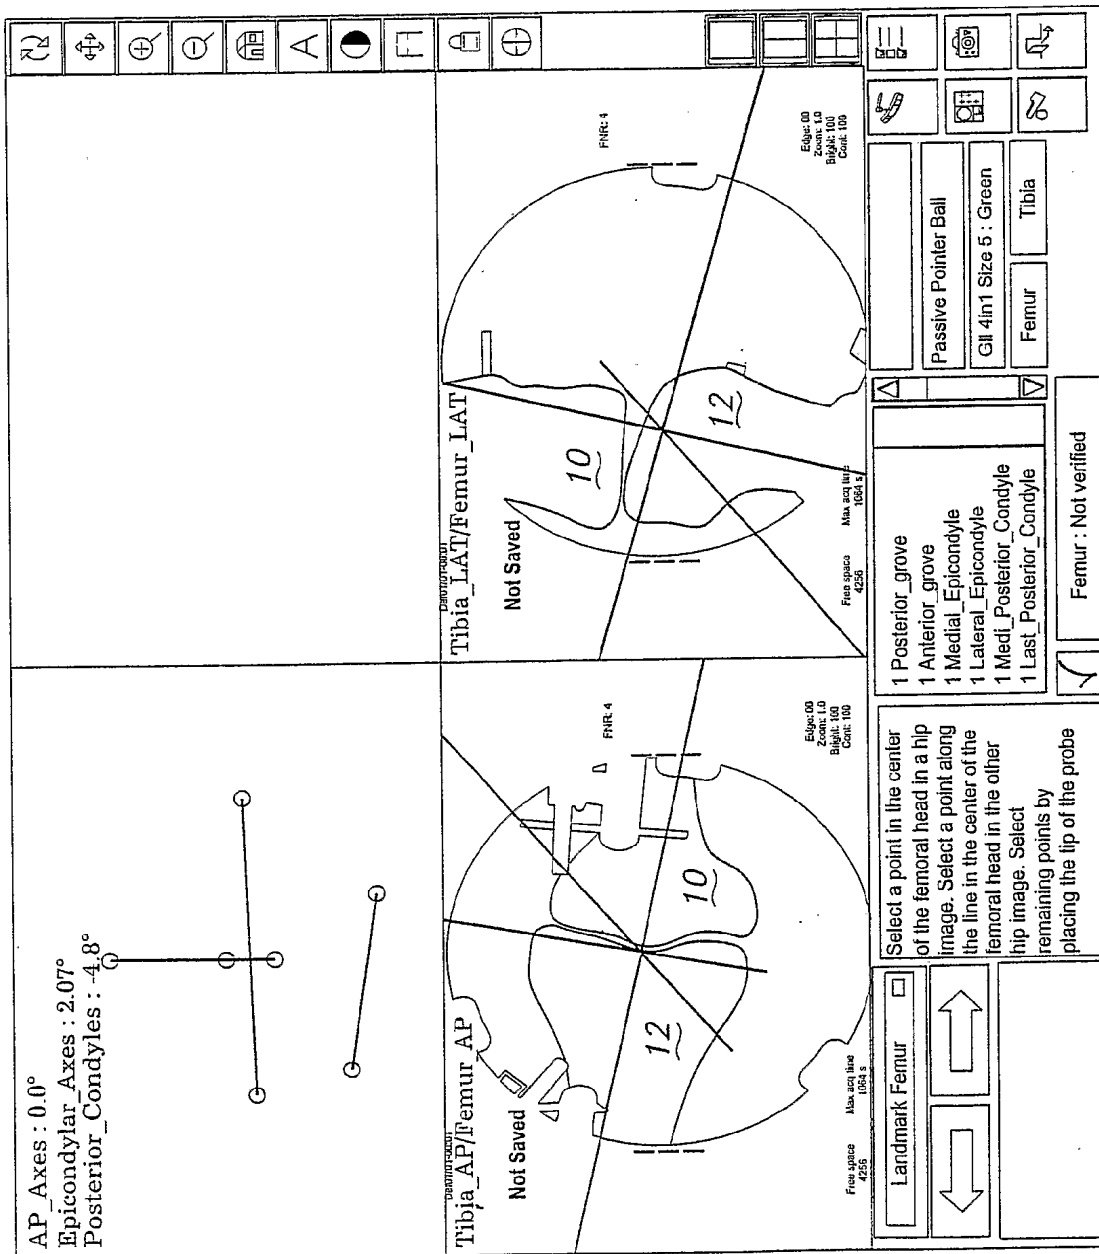 AP_Axes : 0.0°
Epicondylar_Axes : 2.07°
Posterior_Condyles : -4.8°
A
Tibia_AP/Femur_AP
Not Saved
FNR: 4
12
10
Free space
4256
Max acq time
1064 s
Edge: 00
Zoom: 1.0
Bright: 100
Cont: 100
Tibia_LAT/Femur_LAT
Not Saved
FNR: 4
10
12
Free space
4256
Max acq time
1064 s
Edge: 00
Zoom: 1.0
Bright: 100
Cont: 100
Landmark Femur
Select a point in the center
of the femoral head in a hip
image. Select a point along
the line in the center of the
femoral head in the other
hip image. Select
remaining points by
placing the tip of the probe
1 Posterior_grove
1 Anterior_grove
1 Medial_Epicondyle
1 Lateral_Epicondyle
1 Medi_Posterior_Condyle
1 Last_Posterior_Condyle
Femur : Not verified
Passive Pointer Ball
GII 4in1 Size 5 : Green
Femur
Tibia